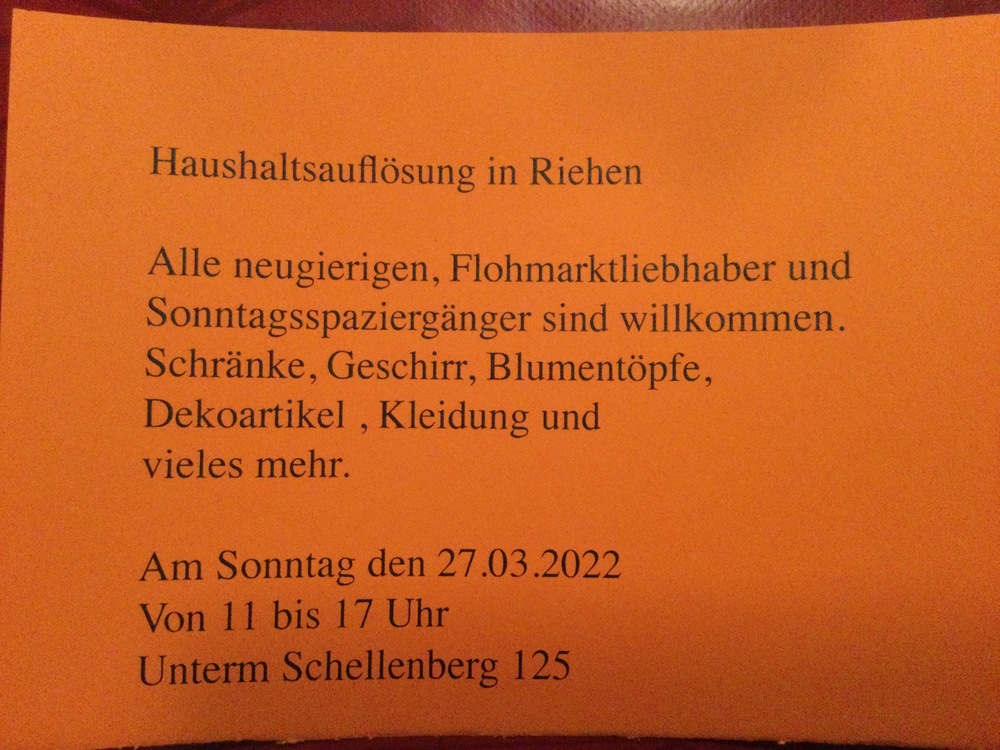 Haushaltsauflösung in Riehen
Alle neugierigen, Flohmarktliebhaber und
Sonntagsspaziergänger sind willkommen.
Schränke, Geschirr, Blumentöpfe,
Dekoartikel , Kleidung und
vieles mehr.
Am Sonntag den 27.03.2022
Von 11 bis 17 Uhr
Unterm Schellenberg 125